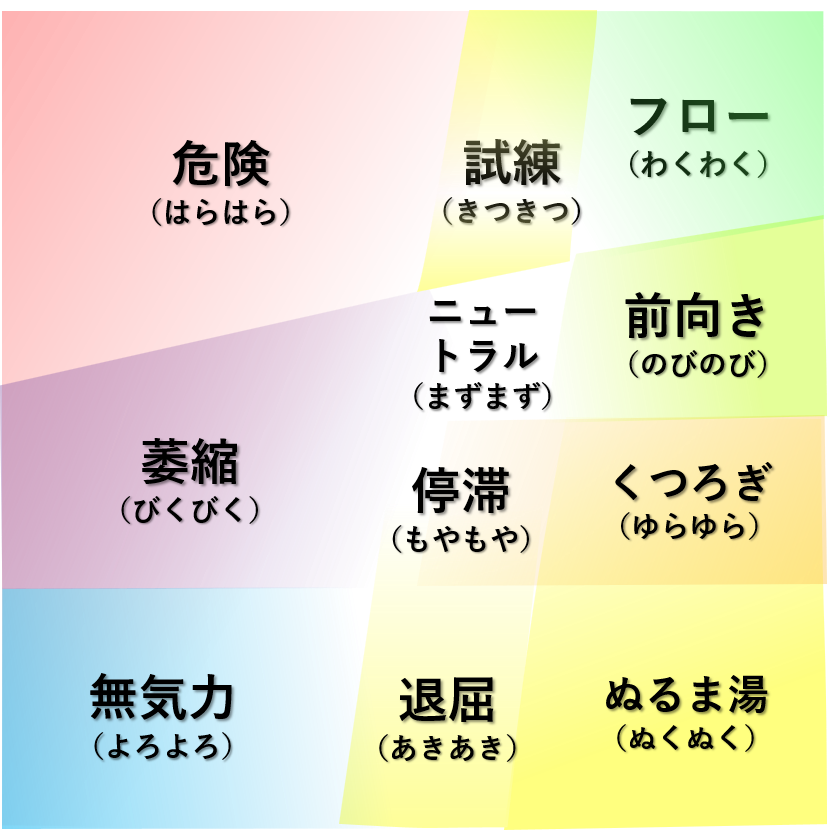 危険
（はらはら）
試練
（きつきつ）
フロー
（わくわく）
ニュー
トラル
（まずまず）
前向き
（のびのび）
萎縮
（びくびく）
停滞
（もやもや）
くつろぎ
（ゆらゆら）
無気力
（よろよろ）
退屈
（あきあき）
ぬるま湯
（ぬくぬく）